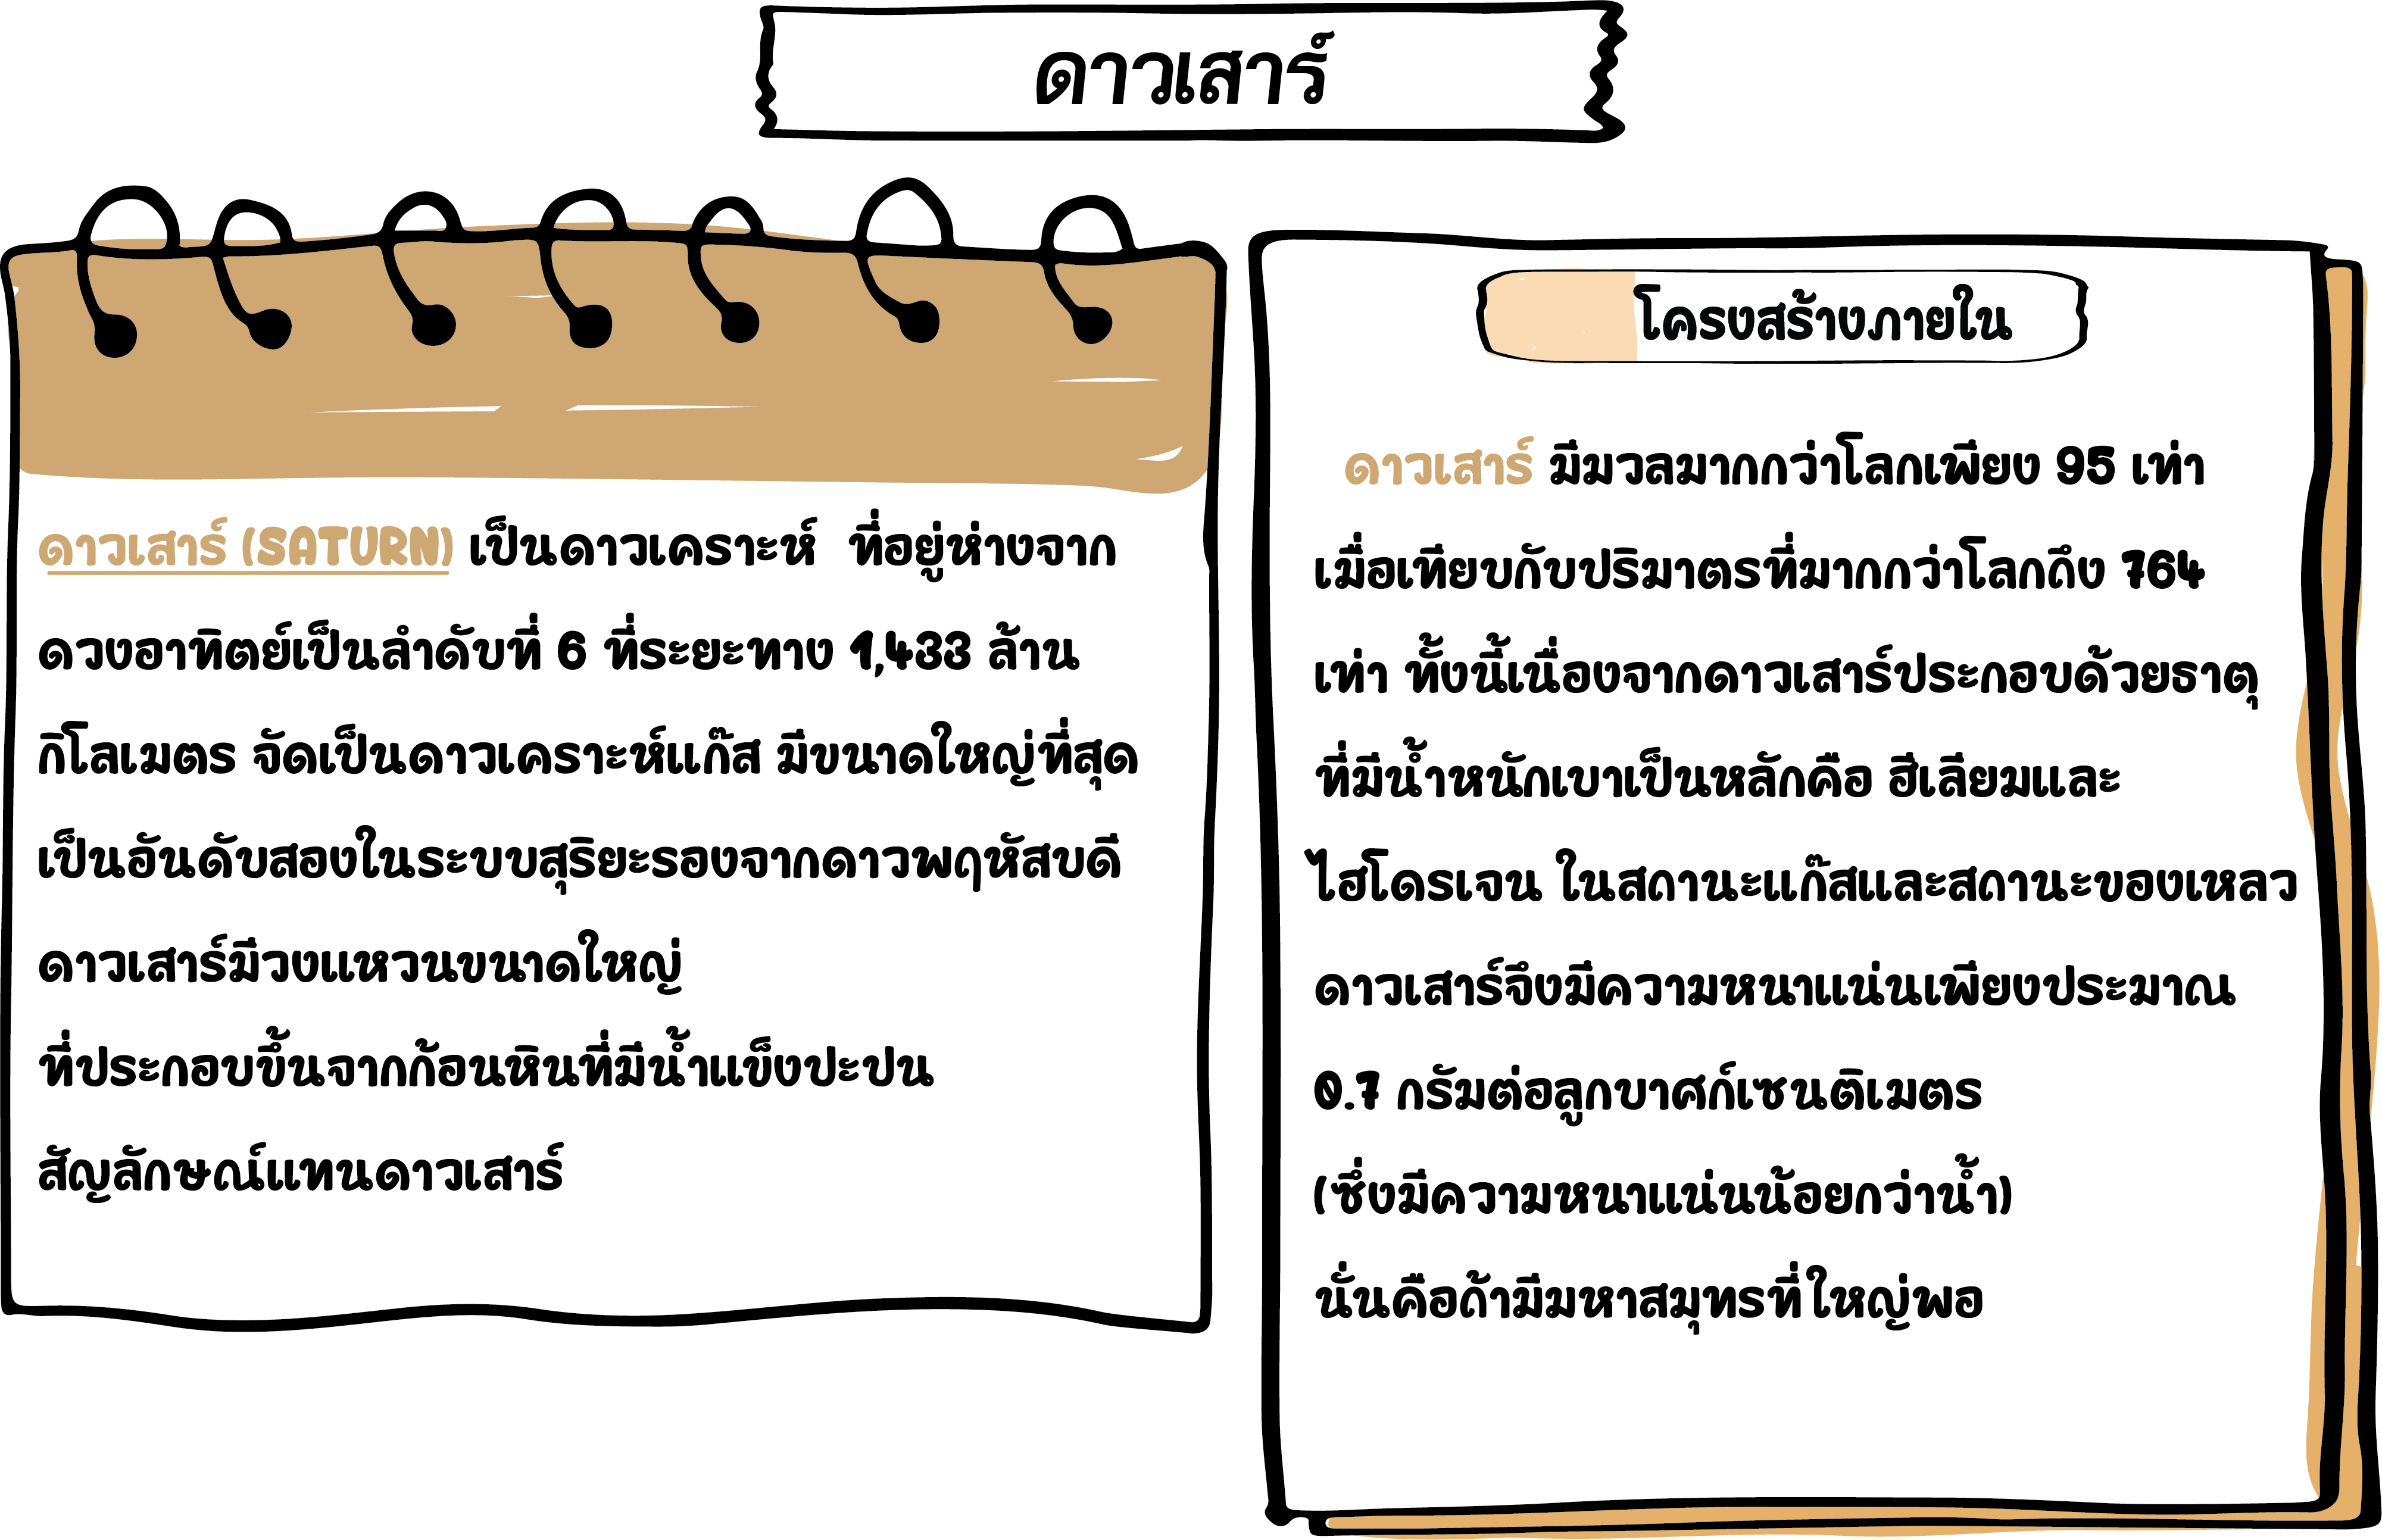 ดาวเสาร์
ดาวเสาร์ (SATURN) เป็นดาวเคราะห์ ที่อยู่ห่างจาก
ดวงอาทิตย์เป็นลำดับที่ 6 ที่ระยะทาง 1,433 ล้าน
กิโลเมตร จัดเป็นดาวเคราะห์แก๊ส มีขนาดใหญ่ที่สุด
เป็นอันดับสองในระบบสุริยะรองจากดาวพฤหัสบดี
ดาวเสาร์มีวงแหวนขนาดใหญ่
ที่ประกอบขึ้นจากก้อนหินที่มีน้ำแข็งปะปน
สัญลักษณ์แทนดาวเสาร์
โครงสร้างภายใน
ดาวเสาร์ มีมวลมากกว่าโลกเพียง 95 เท่า
เมื่อเทียบกับปริมาตรที่มากกว่าโลกถึง 764
เท่า ทั้งนี้เนื่องจากดาวเสาร์ประกอบด้วยธาตุ
ที่มีน้ำหนักเบาเป็นหลักคือ ฮีเลียมและ
ไฮโดรเจน ในสถานะแก๊สและสถานะของเหลว
ดาวเสาร์จึงมีความหนาแน่นเพียงประมาณ
0.7 กรัมต่อลูกบาศก์เซนติเมตร
(ซึ่งมีความหนาแน่นน้อยกว่าน้ำ)
นั่นคือถ้ามีมหาสมุทรที่ใหญ่พอ